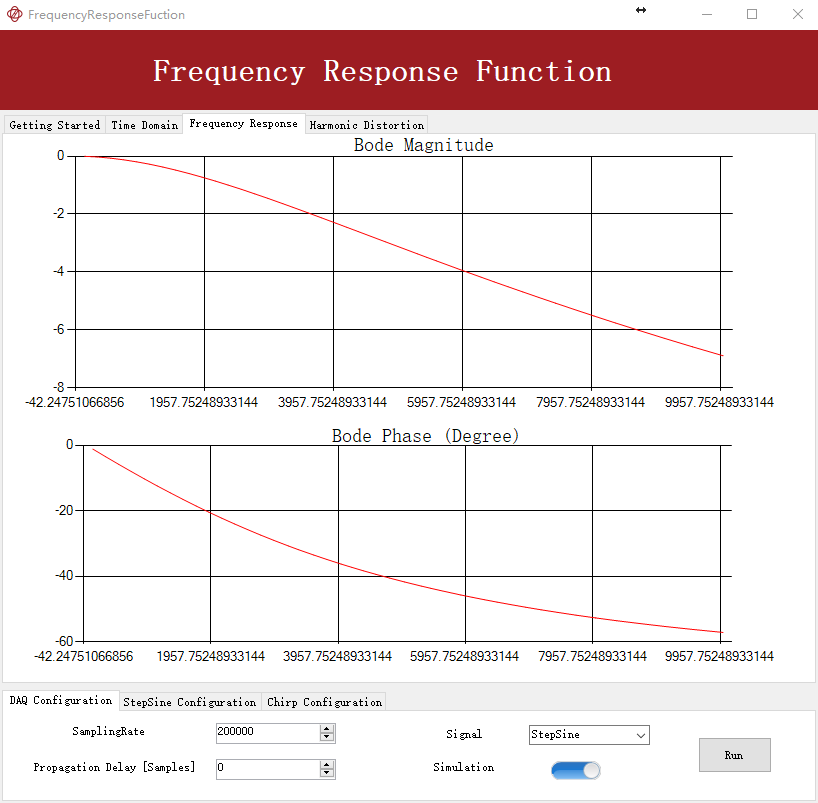 FrequencyResponseFuction
Frequency Response Function
Getting Started Time Domain Frequency Response Harmonic Distortion
Bode Magnitude
0
-2
-4
-6
-8
-42.24751066856 1957.75248933144 3957.75248933144 5957.75248933144 7957.75248933144 9957.75248933144
Bode Phase (Degree)
0
-20
-40
-60
-42.24751066856 1957.75248933144 3957.75248933144 5957.75248933144 7957.75248933144 9957.75248933144
DAQ Configuration StepSine Configuration Chirp Configuration
SamplingRate 200000 Signal StepSine
Propagation Delay [Samples] 0 Simulation
Run